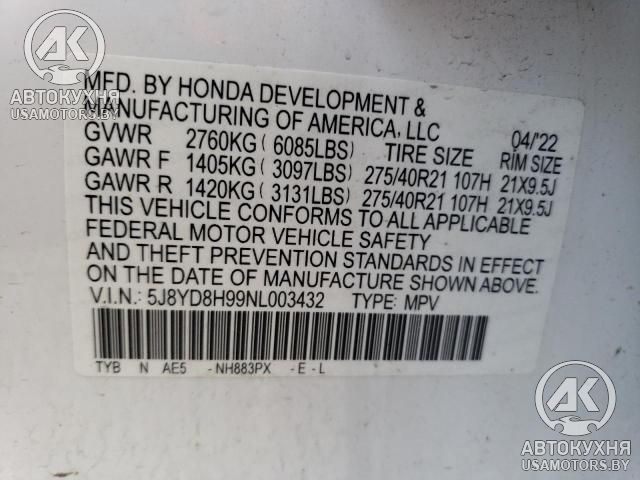 AK
АВТОКУХНЯ
USAMOTORS.BY
MFD. BY HONDA DEVELOPMENT &
MANUFACTURING OF AMERICA, LLC 04/'22
GVWR 2760KG (6085LBS) TIRE SIZE RIM SIZE
GAWR F 1405KG (3097LBS) 275/40R21 107H 21X9.5J
GAWR R 1420KG (3131LBS) 275/40R21 107H 21X9.5J
THIS VEHICLE CONFORMS TO ALL APPLICABLE
FEDERAL MOTOR VEHICLE SAFETY
AND THEFT PREVENTION STANDARDS IN EFFECT
ON THE DATE OF MANUFACTURE SHOWN ABOVE.
V.I.N.: 5J8YD8H99NL003432 TYPE: MPV
TYB N AE5 -NH883PX -E-L
AK
АВТОКУХНЯ
USAMOTORS.BY